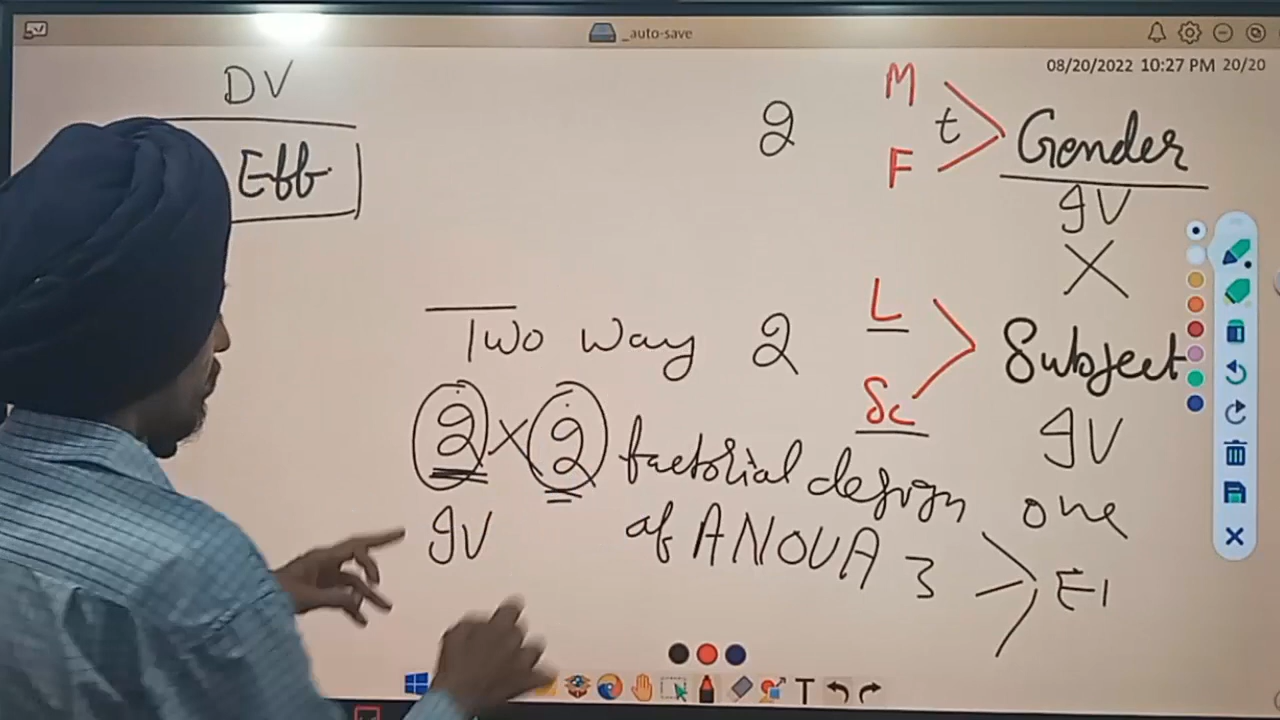 _auto-save
08/20/2022 10:27 PM 20/20
DV
Eff
2
M
F
t
Gender
IV
X
Two Way 2
L
Sc
Subject
IV
2 X 2 factorial design
of ANOVA 3
IV
one
EI
T